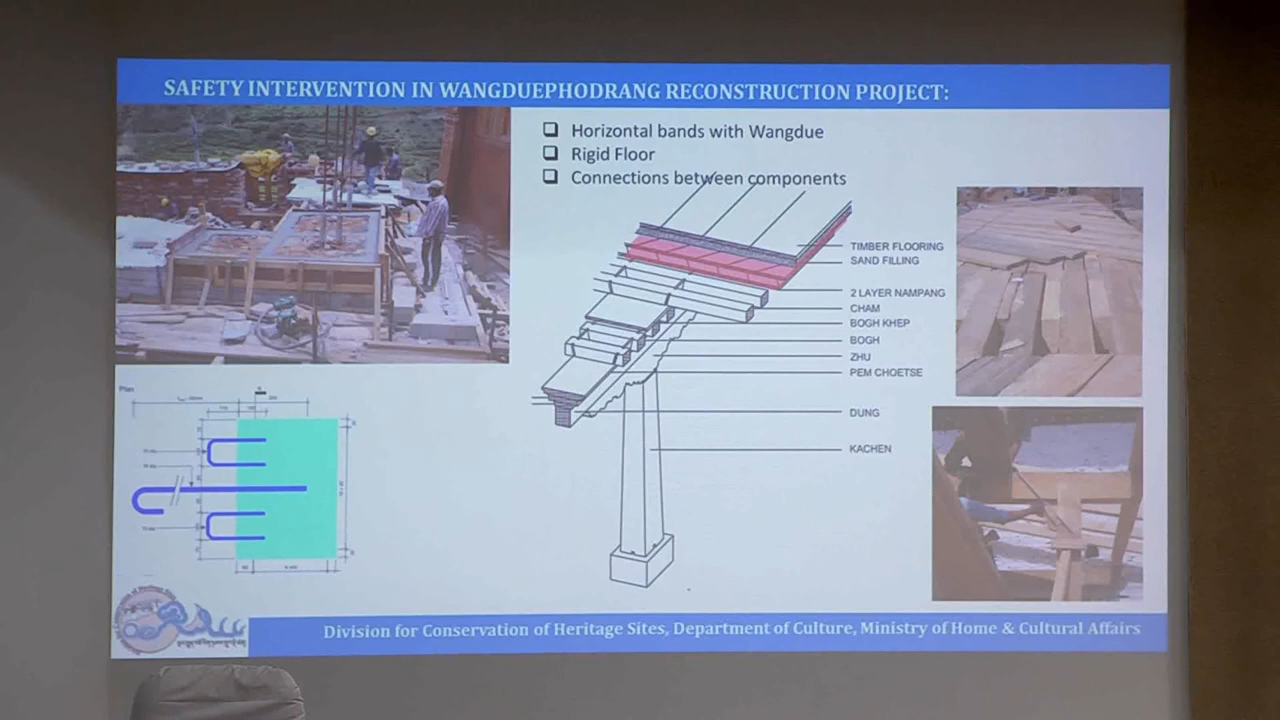 SAFETY INTERVENTION IN WANGDUEPHODRANG RECONSTRUCTION PROJECT:
Horizontal bands with Wangdue
Rigid Floor
Connections between components
TIMBER FLOORING
SAND FILLING
2 LAYER NAMPANG
CHAM
BOGH KHEP
BOGH
ZHU
PEM CHOETSE
DUNG
KACHEN
Plan
Division for Conservation of Heritage Sites, Department of Culture, Ministry of Home & Cultural Affairs